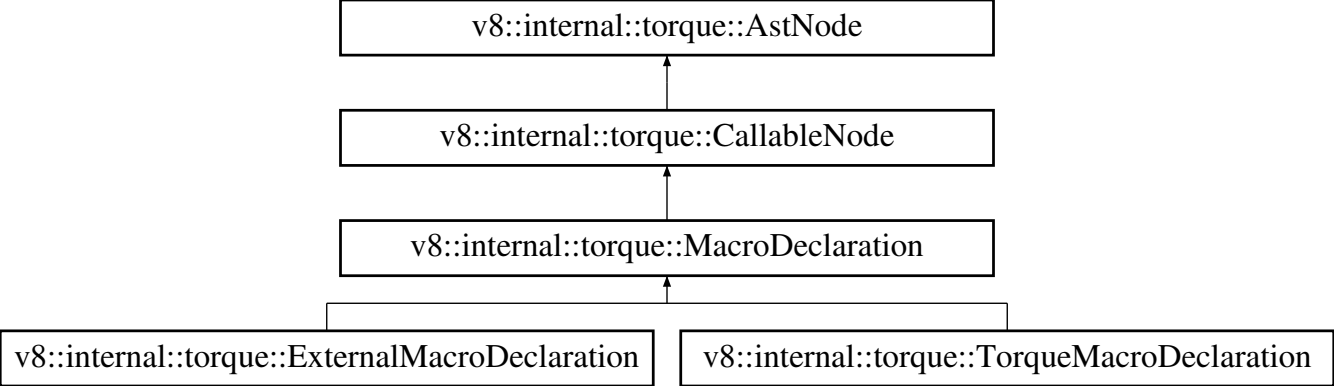 v8::internal::torque::AstNode
v8::internal::torque::CallableNode
v8::internal::torque::MacroDeclaration
v8::internal::torque::ExternalMacroDeclaration
v8::internal::torque::TorqueMacroDeclaration